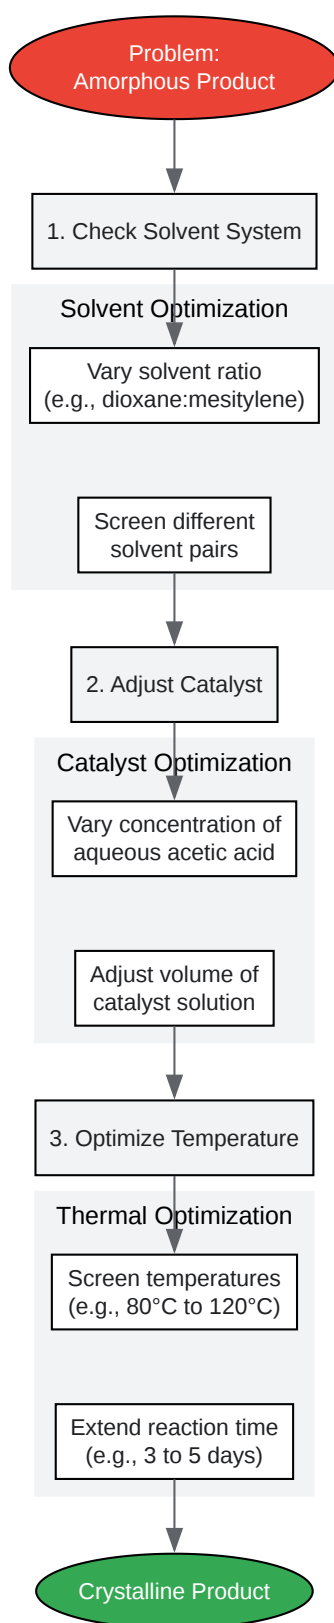 Problem:
Amorphous Product
1. Check Solvent System
Solvent Optimization
Vary solvent ratio
(e.g., dioxane:mesitylene)
Screen different
solvent pairs
2. Adjust Catalyst
Catalyst Optimization
Vary concentration of
aqueous acetic acid
Adjust volume of
catalyst solution
3. Optimize Temperature
Thermal Optimization
Screen temperatures
(e.g., 80°C to 120°C)
Extend reaction time
(e.g., 3 to 5 days)
Crystalline Product